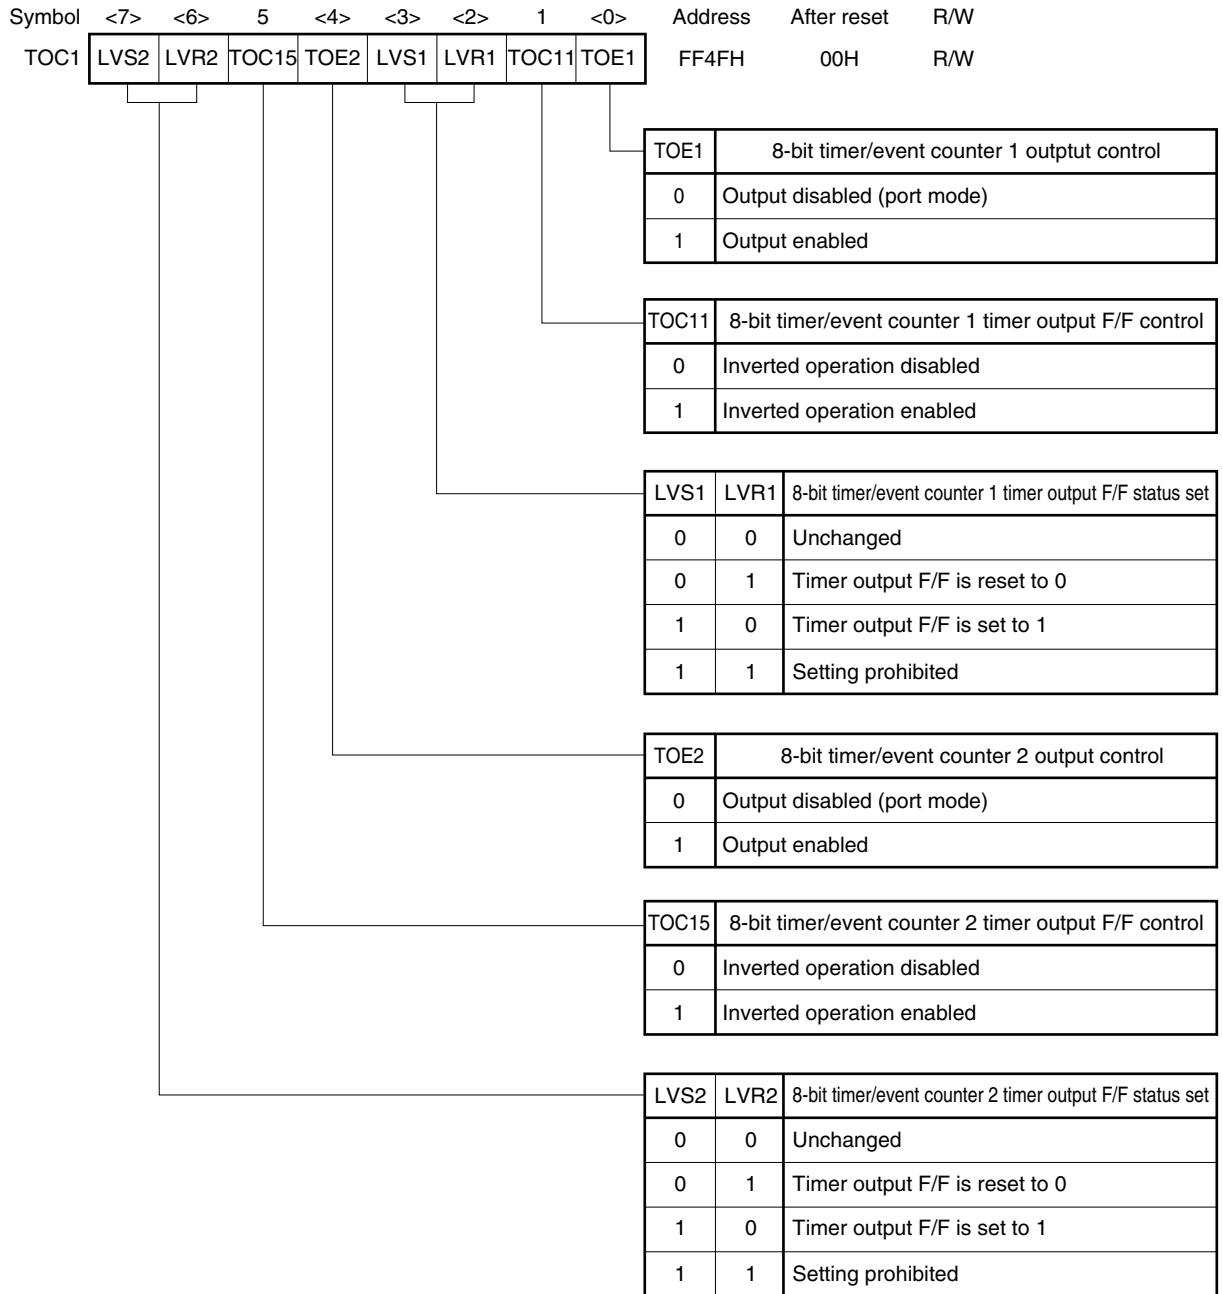 Symbol <7> <6> 5 <4> <3> <2> 1 <0> Address After reset R/W
TOC1 LVS2 LVR2 TOC15 TOE2 LVS1 LVR1 TOC11 TOE1 FF4FH 00H R/W
TOE1 8-bit timer/event counter 1 outptut control
0 Output disabled (port mode)
1 Output enabled
TOC11 8-bit timer/event counter 1 timer output F/F control
0 Inverted operation disabled
1 Inverted operation enabled
LVS1 LVR1 8-bit timer/event counter 1 timer output F/F status set
0 0 Unchanged
0 1 Timer output F/F is reset to 0
1 0 Timer output F/F is set to 1
1 1 Setting prohibited
TOE2 8-bit timer/event counter 2 output control
0 Output disabled (port mode)
1 Output enabled
TOC15 8-bit timer/event counter 2 timer output F/F control
0 Inverted operation disabled
1 Inverted operation enabled
LVS2 LVR2 8-bit timer/event counter 2 timer output F/F status set
0 0 Unchanged
0 1 Timer output F/F is reset to 0
1 0 Timer output F/F is set to 1
1 1 Setting prohibited